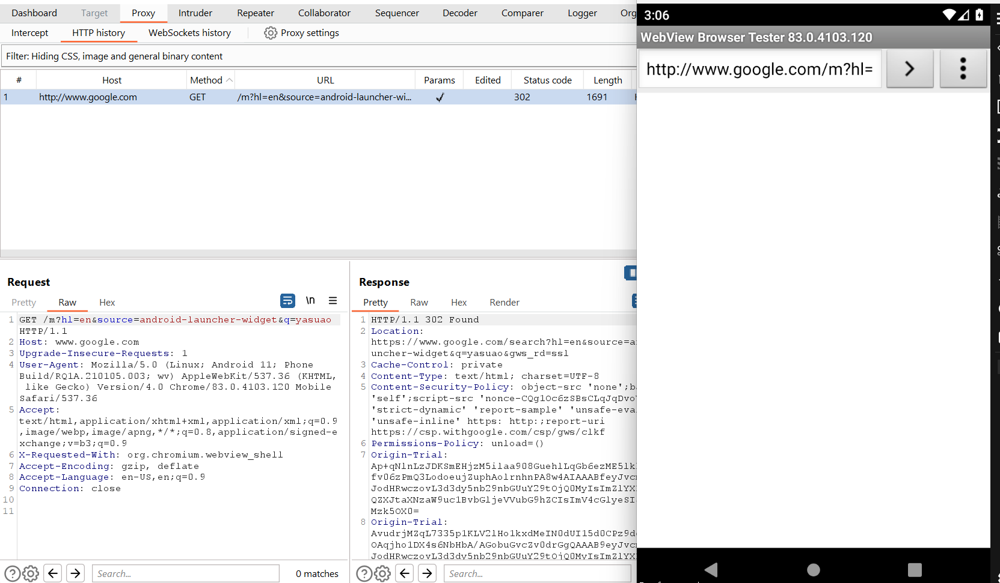 Dashboard Target Proxy Intruder Repeater Collaborator Sequencer Decoder Comparer Logger Org
Intercept HTTP history WebSockets history Proxy settings
Filter: Hiding CSS, image and general binary content
# Host Method URL Params Edited Status code Length
1 http://www.google.com GET /m?hl=en&source=android-launcher-wi... ✓ 302 1691
Request
Pretty Raw Hex \n
1 GET /m?hl=en&source=android-launcher-widget&q=yasuao
HTTP/1.1
2 Host: www.google.com
3 Upgrade-Insecure-Requests: 1
4 User-Agent: Mozilla/5.0 (Linux; Android 11; Phone
Build/RQ1A.210105.003; wv) AppleWebKit/537.36 (KHTML,
like Gecko) Version/4.0 Chrome/83.0.4103.120 Mobile
Safari/537.36
5 Accept:
text/html,application/xhtml+xml,application/xml;q=0.9
,image/webp,image/apng,*/*;q=0.8,application/signed-e
xchange;v=b3;q=0.9
6 X-Requested-With: org.chromium.webview_shell
7 Accept-Encoding: gzip, deflate
8 Accept-Language: en-US,en;q=0.9
9 Connection: close
10
11
Search... 0 matches
Response
Pretty Raw Hex Render
1 HTTP/1.1 302 Found
2 Location:
https://www.google.com/search?hl=en&source=a
uncher-widget&q=yasuao&gws_rd=ssl
3 Cache-Control: private
4 Content-Type: text/html; charset=UTF-8
5 Content-Security-Policy: object-src 'none';b
'self';script-src 'nonce-CQg1Oc6zSBsCLqJqDvo
'strict-dynamic' 'report-sample' 'unsafe-eva
'unsafe-inline' https: http:;report-uri
https://csp.withgoogle.com/csp/gws/clkf
6 Permissions-Policy: unload=()
7 Origin-Trial:
Ap+qNlnLzJDKSmEHjzM5ilaa908GuehlLqGb6ezME5lk
fv06zPmQ3LodoeujZuphAolrnhnPA8w4AIAAABfeyJvc
JodHRwczovL3d3dy5nb29nbGUuY29tOjQ0MyIsImZlYX
QZXJtaXNzaW9uc1BvbGljeVVubG9hZCIsImV4cGlyeSI
Mzk5OX0=
8 Origin-Trial:
AvudrjMZqL7335p1KLV2lHo1kxdMeIN0dUI15d0CPz9d
OAqjho1DX4s6NbHbA/AGobuGvcZv0drGgQAAAB9eyJvc
JodHRwczovL3d3dy5nb29nbGUuY29tOjQ0MyIsImZlYX
Search...
3:06
WebView Browser Tester 83.0.4103.120
http://www.google.com/m?hl=